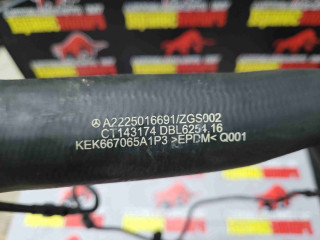 A2225016691/ZGS002
CT143174 DBL6254.16
KEK667065A1P3 >EPDM< Q001